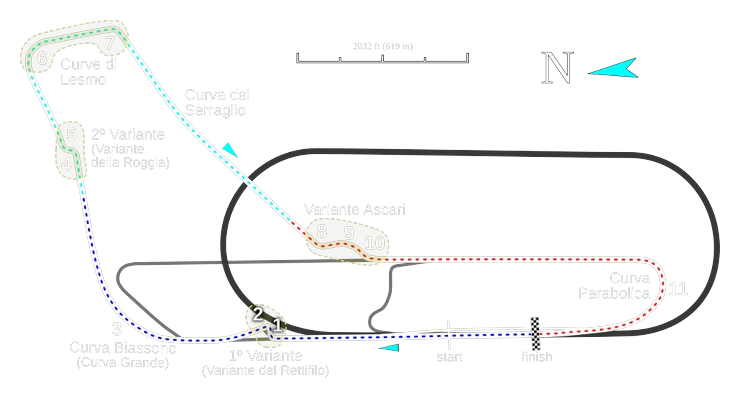 2032 ft (619 m)
N
7
6
Curve di
Lesmo
Curva del
Serraglio
5
2º Variante
4
(Variante
della Roggia)
Variante Ascari
8 9 10
Curva
Parabolica
11
2
1
3
Curva Biassono
(Curva Grande)
1º Variante
(Variante del Rettifilo)
start
finish